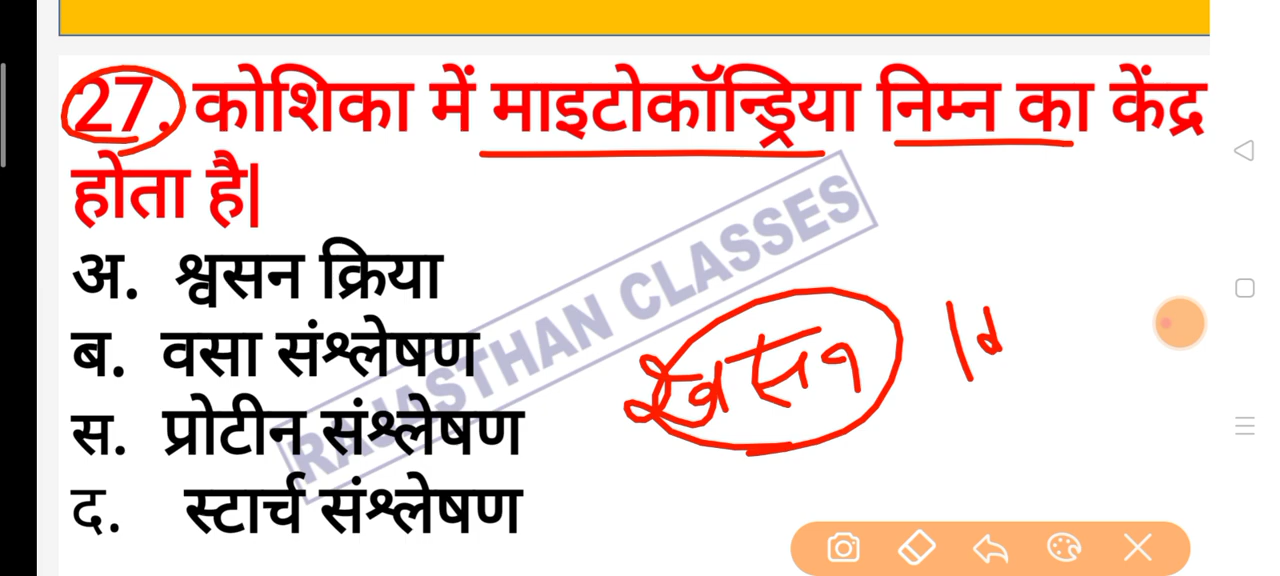 27. कोशिका में माइटोकॉन्ड्रिया निम्न का केंद्र
होता है|
अ. श्वसन क्रिया
ब. वसा संश्लेषण
स. प्रोटीन संश्लेषण
द. स्टार्च संश्लेषण
श्वसन
RAJASTHAN CLASSES